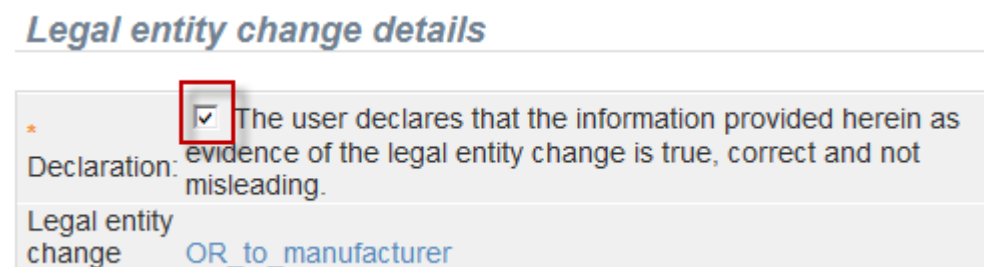 Legal entity change details
* The user declares that the information provided herein as
Declaration: evidence of the legal entity change is true, correct and not
misleading.
Legal entity
change OR_to_manufacturer